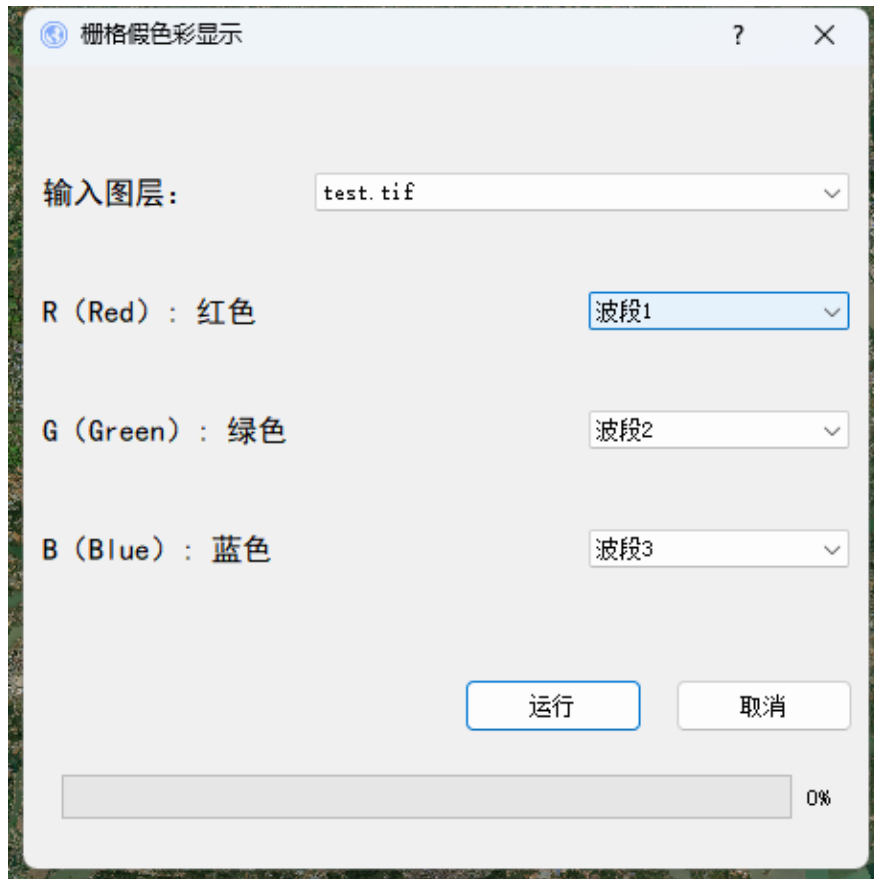 栅格假色彩显示 ?
输入图层： test.tif
R（Red）: 红色 波段1
G（Green）: 绿色 波段2
B（Blue）: 蓝色 波段3
运行 取消
0%